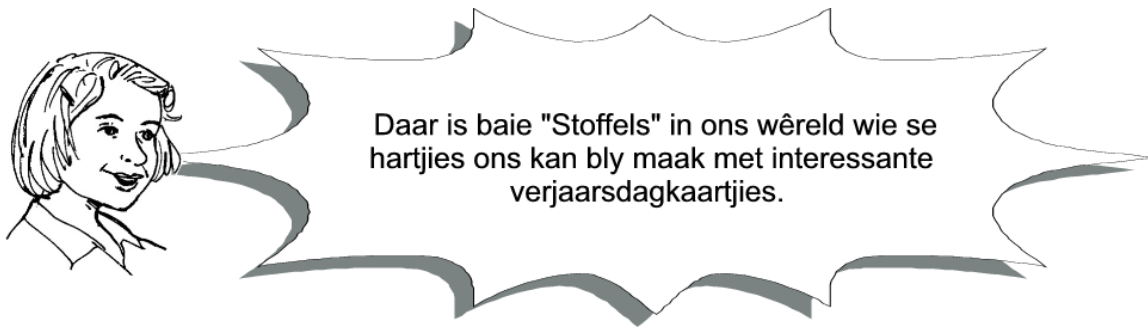 Daar is baie "Stoffels" in ons wêreld wie se
hartjies ons kan bly maak met interessante
verjaarsdagkaartjies.